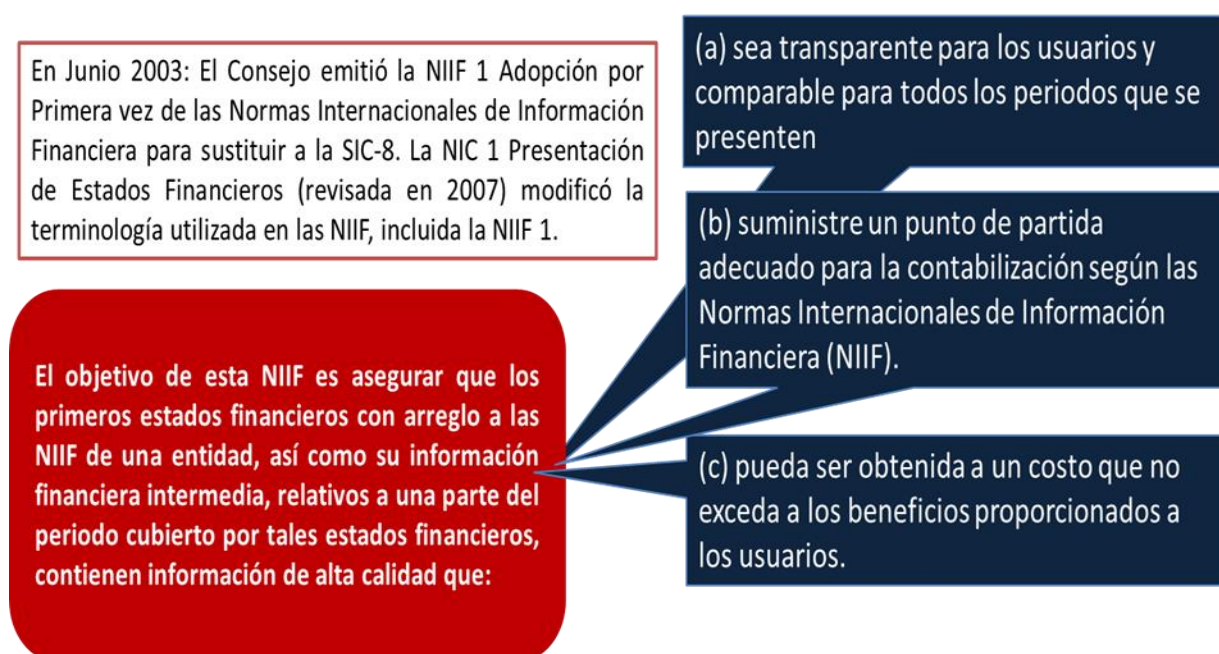 En Junio 2003: El Consejo emitió la NIIF 1 Adopción por
Primera vez de las Normas Internacionales de Información
Financiera para sustituir a la SIC-8. La NIC 1 Presentación
de Estados Financieros (revisada en 2007) modificó la
terminología utilizada en las NIIF, incluida la NIIF 1.
El objetivo de esta NIIF es asegurar que los
primeros estados financieros con arreglo a las
NIIF de una entidad, así como su información
financiera intermedia, relativos a una parte del
periodo cubierto por tales estados financieros,
contienen información de alta calidad que:
(a) sea transparente para los usuarios y
comparable para todos los periodos que se
presenten
(b) suministre un punto de partida
adecuado para la contabilización según las
Normas Internacionales de Información
Financiera (NIIF).
(c) pueda ser obtenida a un costo que no
exceda a los beneficios proporcionados a
los usuarios.